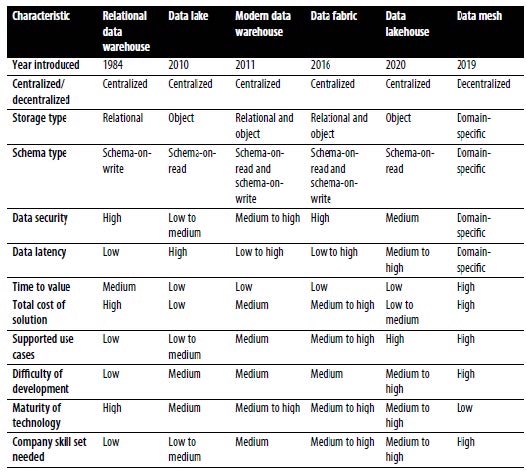 Characteristic Relational data warehouse Data lake Modern data warehouse Data fabric Data lakehouse Data mesh
Year introduced 1984 2010 2011 2016 2020 2019
Centralized/decentralized Centralized Centralized Centralized Centralized Centralized Decentralized
Storage type Relational Object Relational and object Relational and object Object Domain-specific
Schema type Schema-on-write Schema-on-read Schema-on-read and schema-on-write Schema-on-read and schema-on-write Schema-on-read Domain-specific
Data security High Low to medium Medium to high High Medium Domain-specific
Data latency Low High Low to high Low to high Medium to high Domain-specific
Time to value Medium Low Low Low Low High
Total cost of solution High Low Medium Medium to high Low to medium High
Supported use cases Low Low to medium Medium Medium to high High High
Difficulty of development Low Medium Medium Medium Medium to high High
Maturity of technology High Medium Medium to high Medium to high Medium to high Low
Company skill set needed Low Low to medium Medium Medium to high Medium to high High